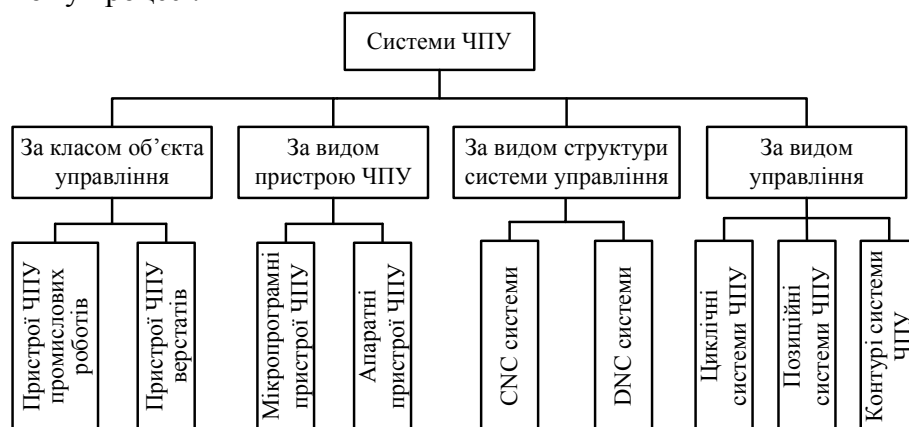 Системи ЧПУ
За класом об’єкта
управління
За видом
пристрою ЧПУ
За видом структури
системи управління
За видом
управління
Пристрої ЧПУ
промислових
роботів
Пристрої ЧПУ
верстатів
Мікропрограмні
пристрої ЧПУ
Апаратні
пристрої ЧПУ
CNC системи
DNC системи
Циклічні
системи ЧПУ
Позиційні
системи ЧПУ
Контурі системи
ЧПУ